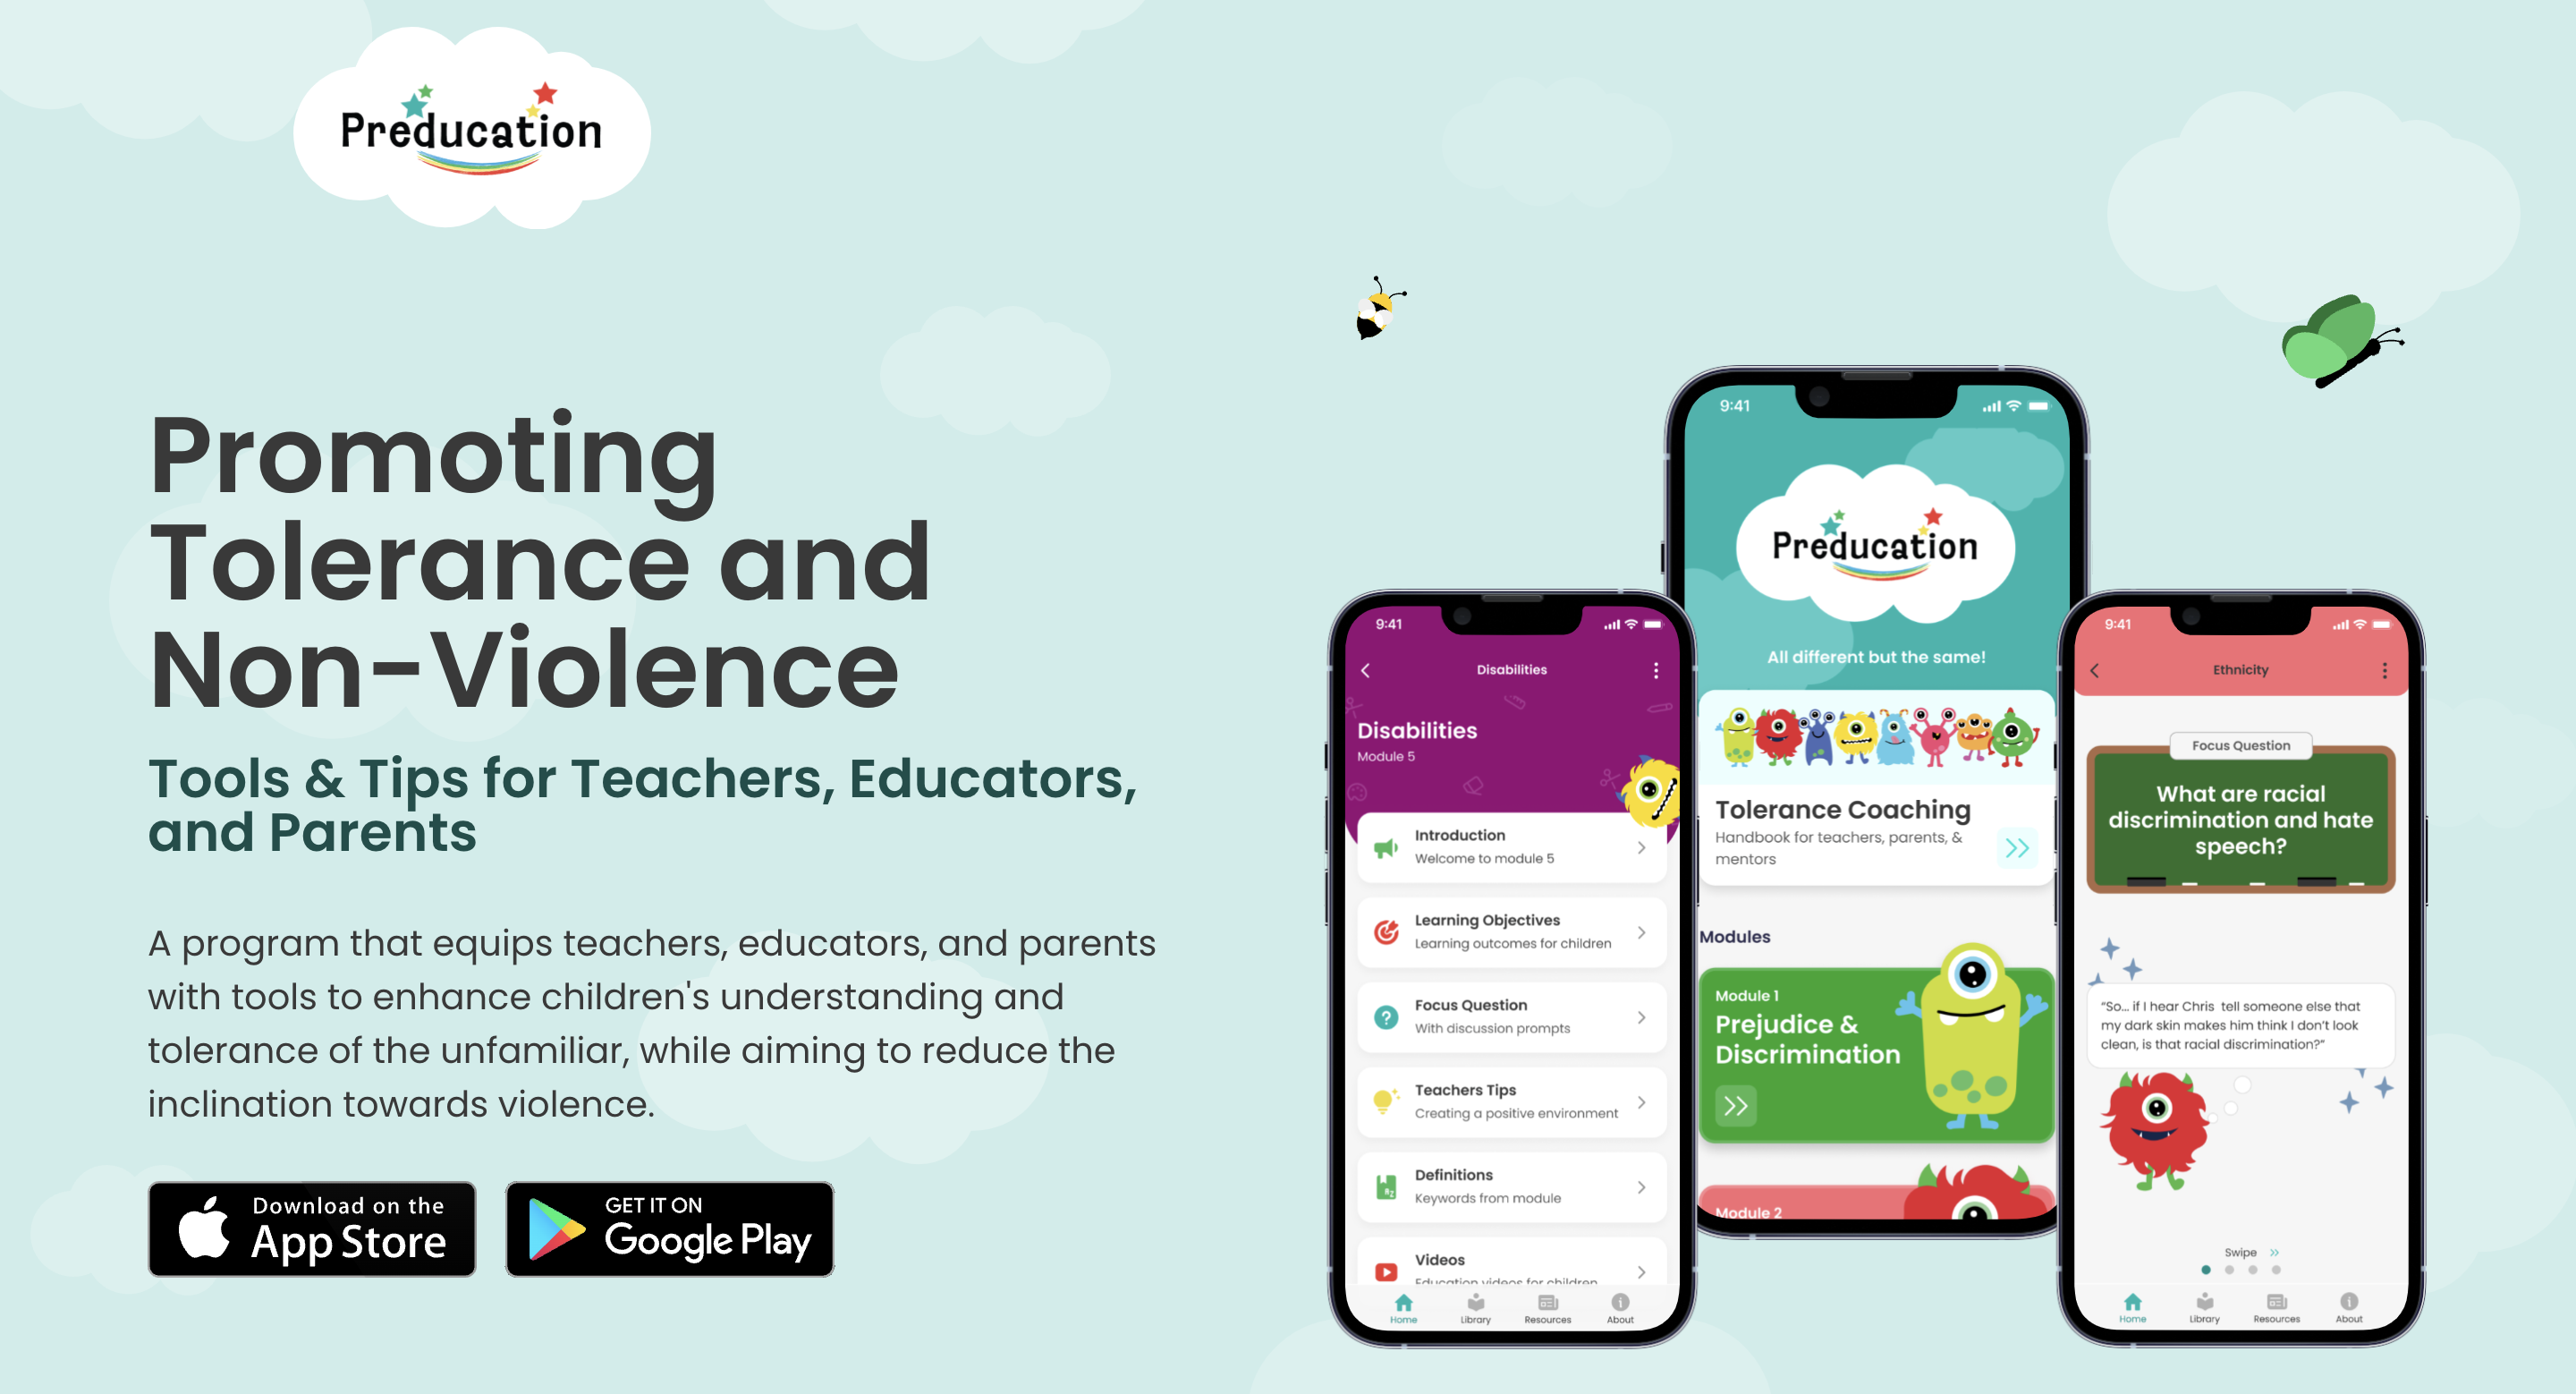 Preducation
Promoting
Tolerance and
Non-Violence
Tools & Tips for Teachers, Educators,
and Parents
A program that equips teachers, educators, and parents
with tools to enhance children's understanding and
tolerance of the unfamiliar, while aiming to reduce the
inclination towards violence.
Download on the
App Store
GET IT ON
Google Play
9:41
Disabilities
Disabilities
Module 5
Introduction
Welcome to module 5
Learning Objectives
Learning outcomes for children
Focus Question
With discussion prompts
Teachers Tips
Creating a positive environment
Definitions
Keywords from module
Videos
Education videos for children
Home
Library
Resources
About
9:41
Preducation
All different but the same!
Tolerance Coaching
Handbook for teachers, parents, &
mentors
Modules
Module 1
Prejudice &
Discrimination
Module 2
9:41
Ethnicity
Focus Question
What are racial
discrimination and hate
speech?
“So... if I hear Chris tell someone else that
my dark skin makes him think I don’t look
clean, is that racial discrimination?”
Swipe
Home
Library
Resources
About